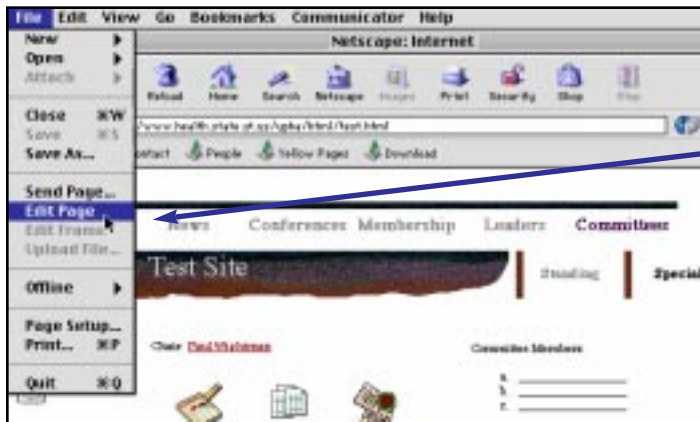 File Edit View Go Bookmarks Communicator Help
Netscape: Internet
New
Open
Attach
Close ⌘W
Save ⌘S
Save As...
Send Page...
Edit Page
Edit Frame
Upload File...
Offline
Page Setup...
Print... ⌘P
Quit ⌘Q
Reload Home Search Netscape Images Print Security Shop Stop
People Yellow Pages Download
News Conferences Membership Leaders Committees
Test Site
Standing Special
Chair
Committee Members
a.
b.
c.